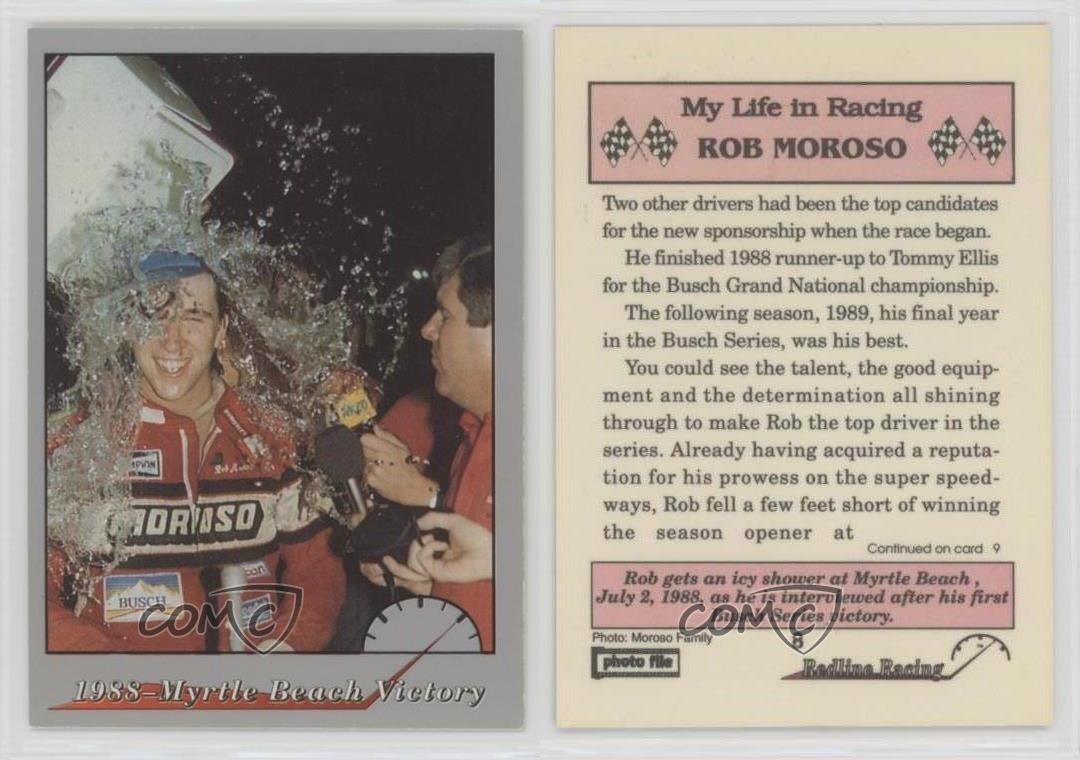 CHAMPION
Rob Moroso
MOROSO
BUSCH
COMC
1988–Myrtle Beach Victory
My Life in Racing
ROB MOROSO
Two other drivers had been the top candidates
for the new sponsorship when the race began.
He finished 1988 runner-up to Tommy Ellis
for the Busch Grand National championship.
The following season, 1989, his final year
in the Busch Series, was his best.
You could see the talent, the good equip-
ment and the determination all shining
through to make Rob the top driver in the
series. Already having acquired a reputa-
tion for his prowess on the super speed-
ways, Rob fell a few feet short of winning
the season opener at
Continued on card 9
Rob gets an icy shower at Myrtle Beach ,
July 2, 1988, as he is interviewed after his first
Busch Series victory.
COMC
Photo: Moroso Family
8
photo file
Redline Racing